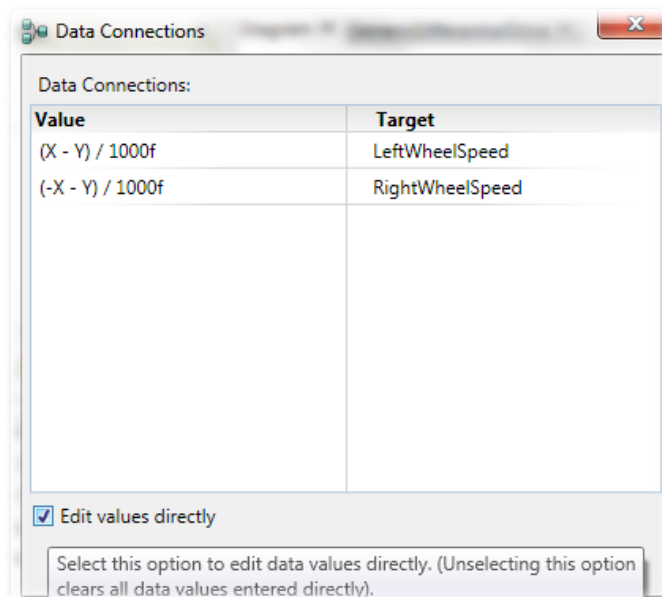 Data Connections
Data Connections:
Value Target
(X - Y) / 1000f LeftWheelSpeed
(-X - Y) / 1000f RightWheelSpeed
Edit values directly
Select this option to edit data values directly. (Unselecting this option
clears all data values entered directly).